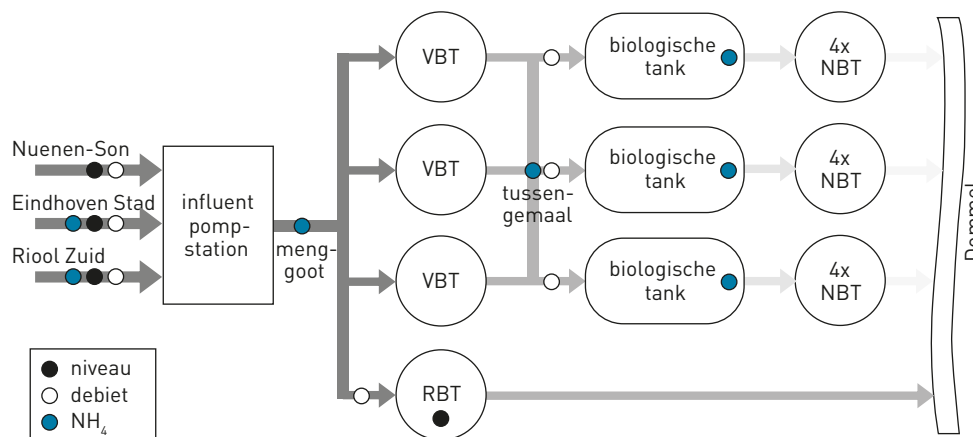 VBT
biologische
tank
4x
NBT
Nuenen-Son
Eindhoven Stad
Riool Zuid
influent
pomp-
station
meng-
goot
VBT
tussen-
gemaal
biologische
tank
4x
NBT
VBT
biologische
tank
4x
NBT
RBT
Dommel
niveau
debiet
NH₄